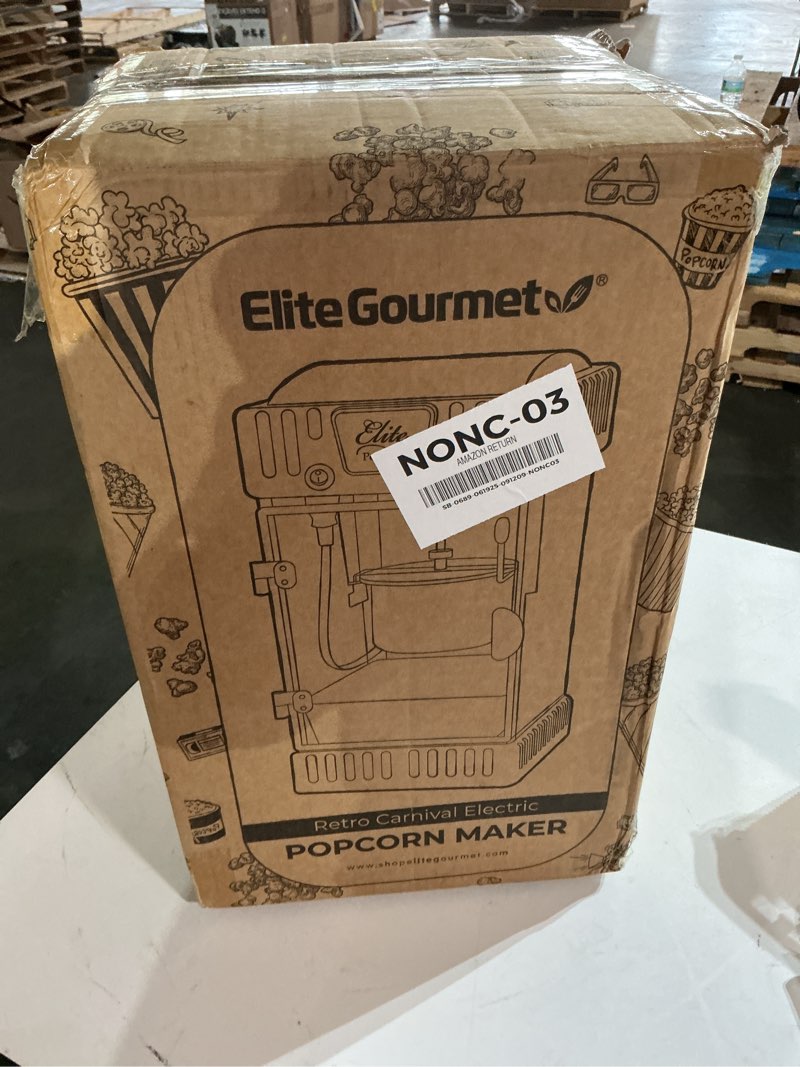 POPCORN
Elite Gourmet®
Elite
NONC-03
AMAZON RETURN
SB-0689-061925-091209-NONC03
Retro Carnival Electric
POPCORN MAKER
www.shopelitegourmet.com